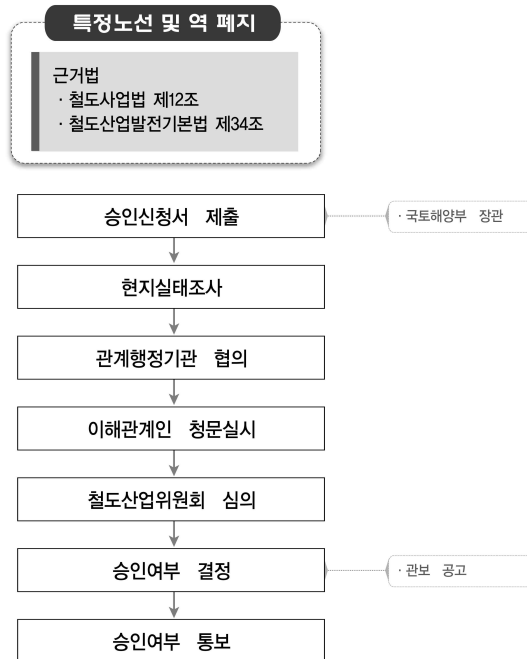 특정노선 및 역 폐지
근거법
· 철도사업법 제12조
· 철도산업발전기본법 제34조
승인신청서 제출
· 국토해양부 장관
현지실태조사
관계행정기관 협의
이해관계인 청문실시
철도산업위원회 심의
승인여부 결정
· 관보 공고
승인여부 통보